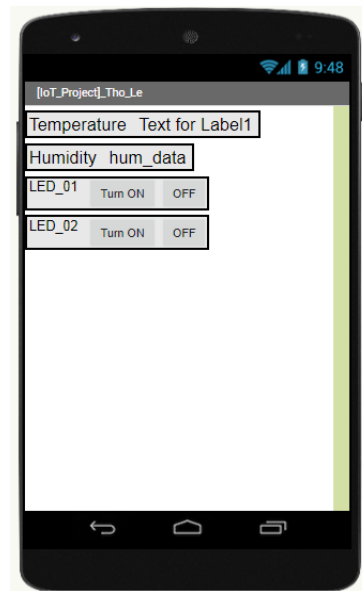 9:48
[IoT_Project]_Tho_Le
Temperature Text for Label1
Humidity hum_data
LED_01 Turn ON OFF
LED_02 Turn ON OFF